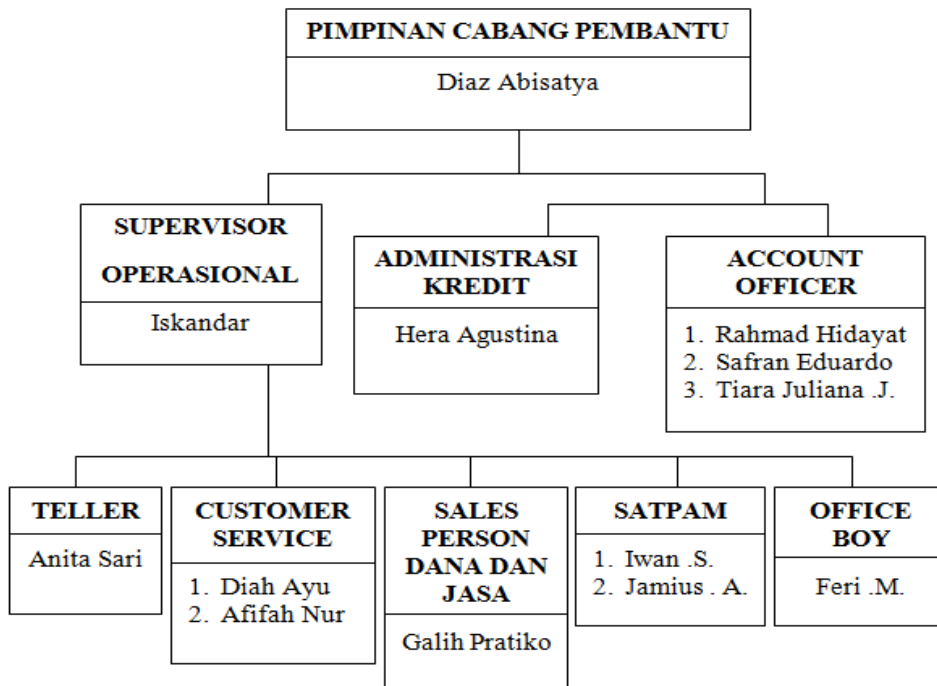 PIMPINAN CABANG PEMBANTU
Diaz Abisatya
SUPERVISOR
OPERASIONAL
Iskandar
ADMINISTRASI
KREDIT
Hera Agustina
ACCOUNT
OFFICER
1. Rahmad Hidayat
2. Safran Eduardo
3. Tiara Juliana .J.
TELLER
Anita Sari
CUSTOMER
SERVICE
1. Diah Ayu
2. Afifah Nur
SALES
PERSON
DANA DAN
JASA
Galih Pratiko
SATPAM
1. Iwan .S.
2. Jamius . A.
OFFICE
BOY
Feri .M.